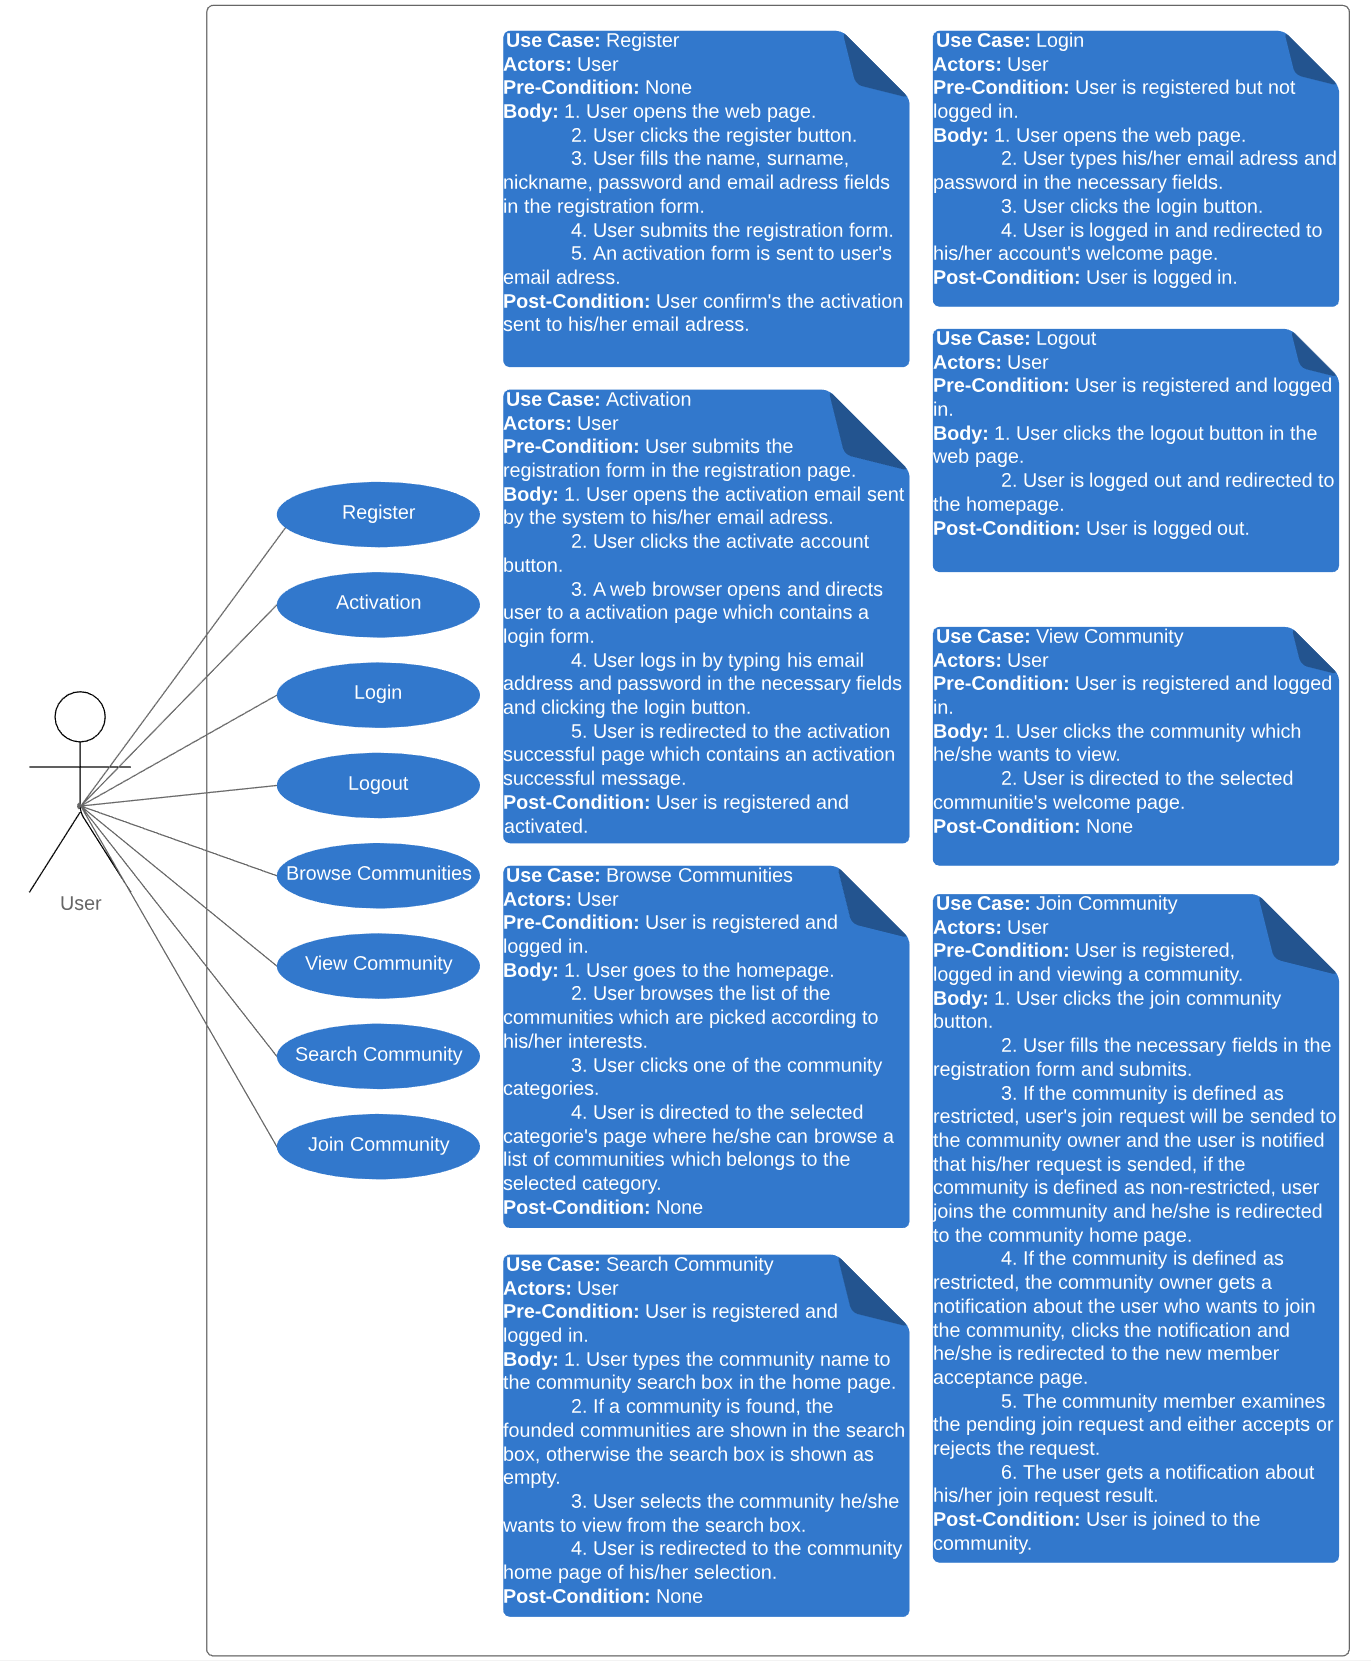 User
Register
Activation
Login
Logout
Browse Communities
View Community
Search Community
Join Community
Use Case: Register
Actors: User
Pre-Condition: None
Body: 1. User opens the web page.
2. User clicks the register button.
3. User fills the name, surname,
nickname, password and email adress fields
in the registration form.
4. User submits the registration form.
5. An activation form is sent to user's
email adress.
Post-Condition: User confirm's the activation
sent to his/her email adress.
Use Case: Activation
Actors: User
Pre-Condition: User submits the
registration form in the registration page.
Body: 1. User opens the activation email sent
by the system to his/her email adress.
2. User clicks the activate account
button.
3. A web browser opens and directs
user to a activation page which contains a
login form.
4. User logs in by typing his email
address and password in the necessary fields
and clicking the login button.
5. User is redirected to the activation
successful page which contains an activation
successful message.
Post-Condition: User is registered and
activated.
Use Case: Browse Communities
Actors: User
Pre-Condition: User is registered and
logged in.
Body: 1. User goes to the homepage.
2. User browses the list of the
communities which are picked according to
his/her interests.
3. User clicks one of the community
categories.
4. User is directed to the selected
categorie's page where he/she can browse a
list of communities which belongs to the
selected category.
Post-Condition: None
Use Case: Search Community
Actors: User
Pre-Condition: User is registered and
logged in.
Body: 1. User types the community name to
the community search box in the home page.
2. If a community is found, the
founded communities are shown in the search
box, otherwise the search box is shown as
empty.
3. User selects the community he/she
wants to view from the search box.
4. User is redirected to the community
home page of his/her selection.
Post-Condition: None
Use Case: Login
Actors: User
Pre-Condition: User is registered but not
logged in.
Body: 1. User opens the web page.
2. User types his/her email adress and
password in the necessary fields.
3. User clicks the login button.
4. User is logged in and redirected to
his/her account's welcome page.
Post-Condition: User is logged in.
Use Case: Logout
Actors: User
Pre-Condition: User is registered and logged
in.
Body: 1. User clicks the logout button in the
web page.
2. User is logged out and redirected to
the homepage.
Post-Condition: User is logged out.
Use Case: View Community
Actors: User
Pre-Condition: User is registered and logged
in.
Body: 1. User clicks the community which
he/she wants to view.
2. User is directed to the selected
communitie's welcome page.
Post-Condition: None
Use Case: Join Community
Actors: User
Pre-Condition: User is registered,
logged in and viewing a community.
Body: 1. User clicks the join community
button.
2. User fills the necessary fields in the
registration form and submits.
3. If the community is defined as
restricted, user's join request will be sended to
the community owner and the user is notified
that his/her request is sended, if the
community is defined as non-restricted, user
joins the community and he/she is redirected
to the community home page.
4. If the community is defined as
restricted, the community owner gets a
notification about the user who wants to join
the community, clicks the notification and
he/she is redirected to the new member
acceptance page.
5. The community member examines
the pending join request and either accepts or
rejects the request.
6. The user gets a notification about
his/her join request result.
Post-Condition: User is joined to the
community.